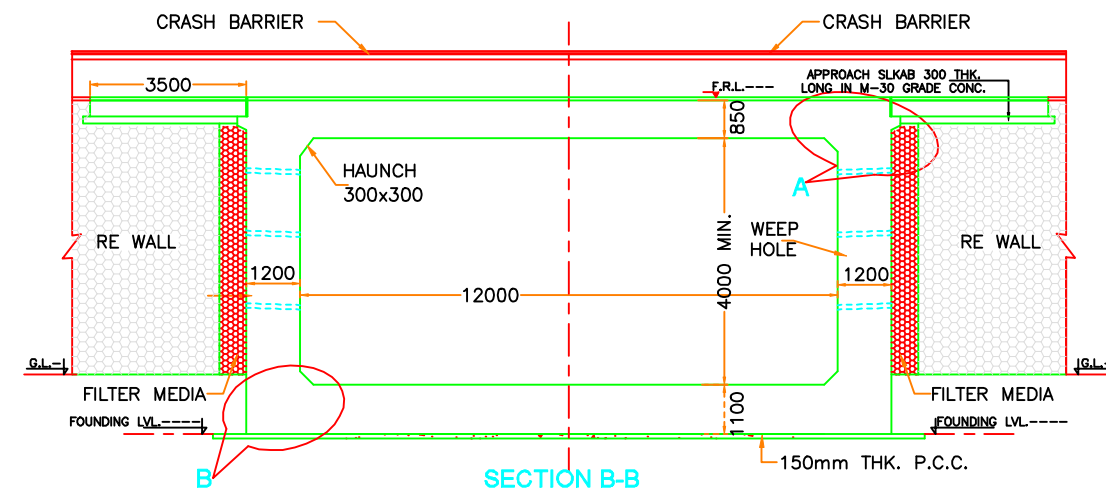 CRASH BARRIER
CRASH BARRIER
3500
F.R.L.---
APPROACH SLKAB 300 THK.
LONG IN M-30 GRADE CONC.
850
HAUNCH
300x300
A
RE WALL
WEEP
HOLE
RE WALL
4000 MIN.
1200
12000
1200
G.L.-
G.L.-
FILTER MEDIA
FILTER MEDIA
1100
FOUNDING LVL.----
FOUNDING LVL.----
B
SECTION B-B
150mm THK. P.C.C.